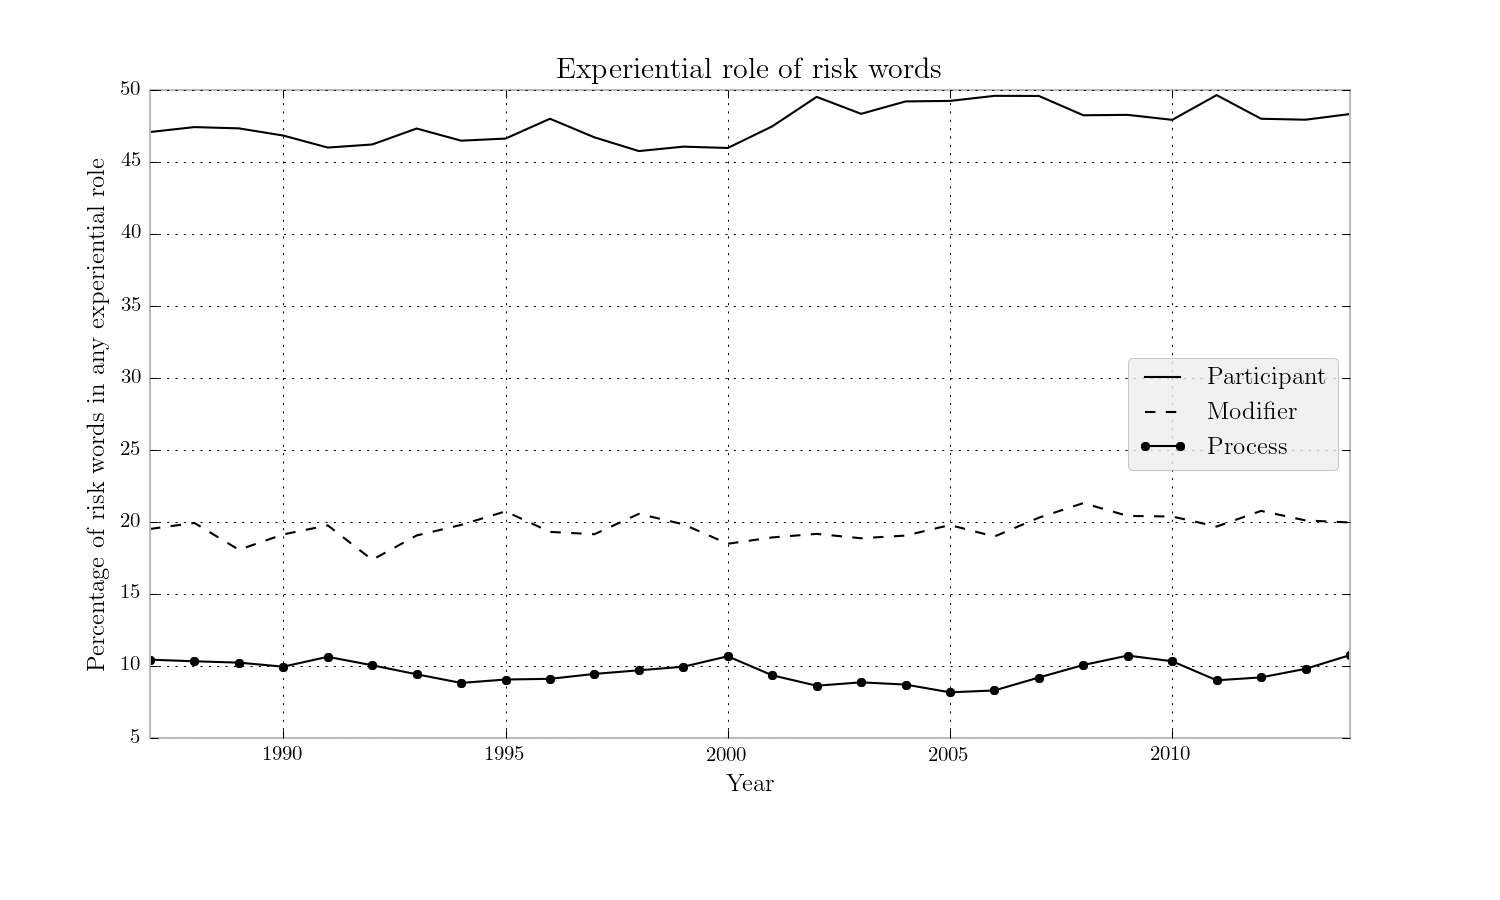 Experiential role of risk words
Percentage of risk words in any experiential role
50
45
40
35
30
25
20
15
10
5
Participant
Modifier
Process
1990 1995 2000 2005 2010
Year